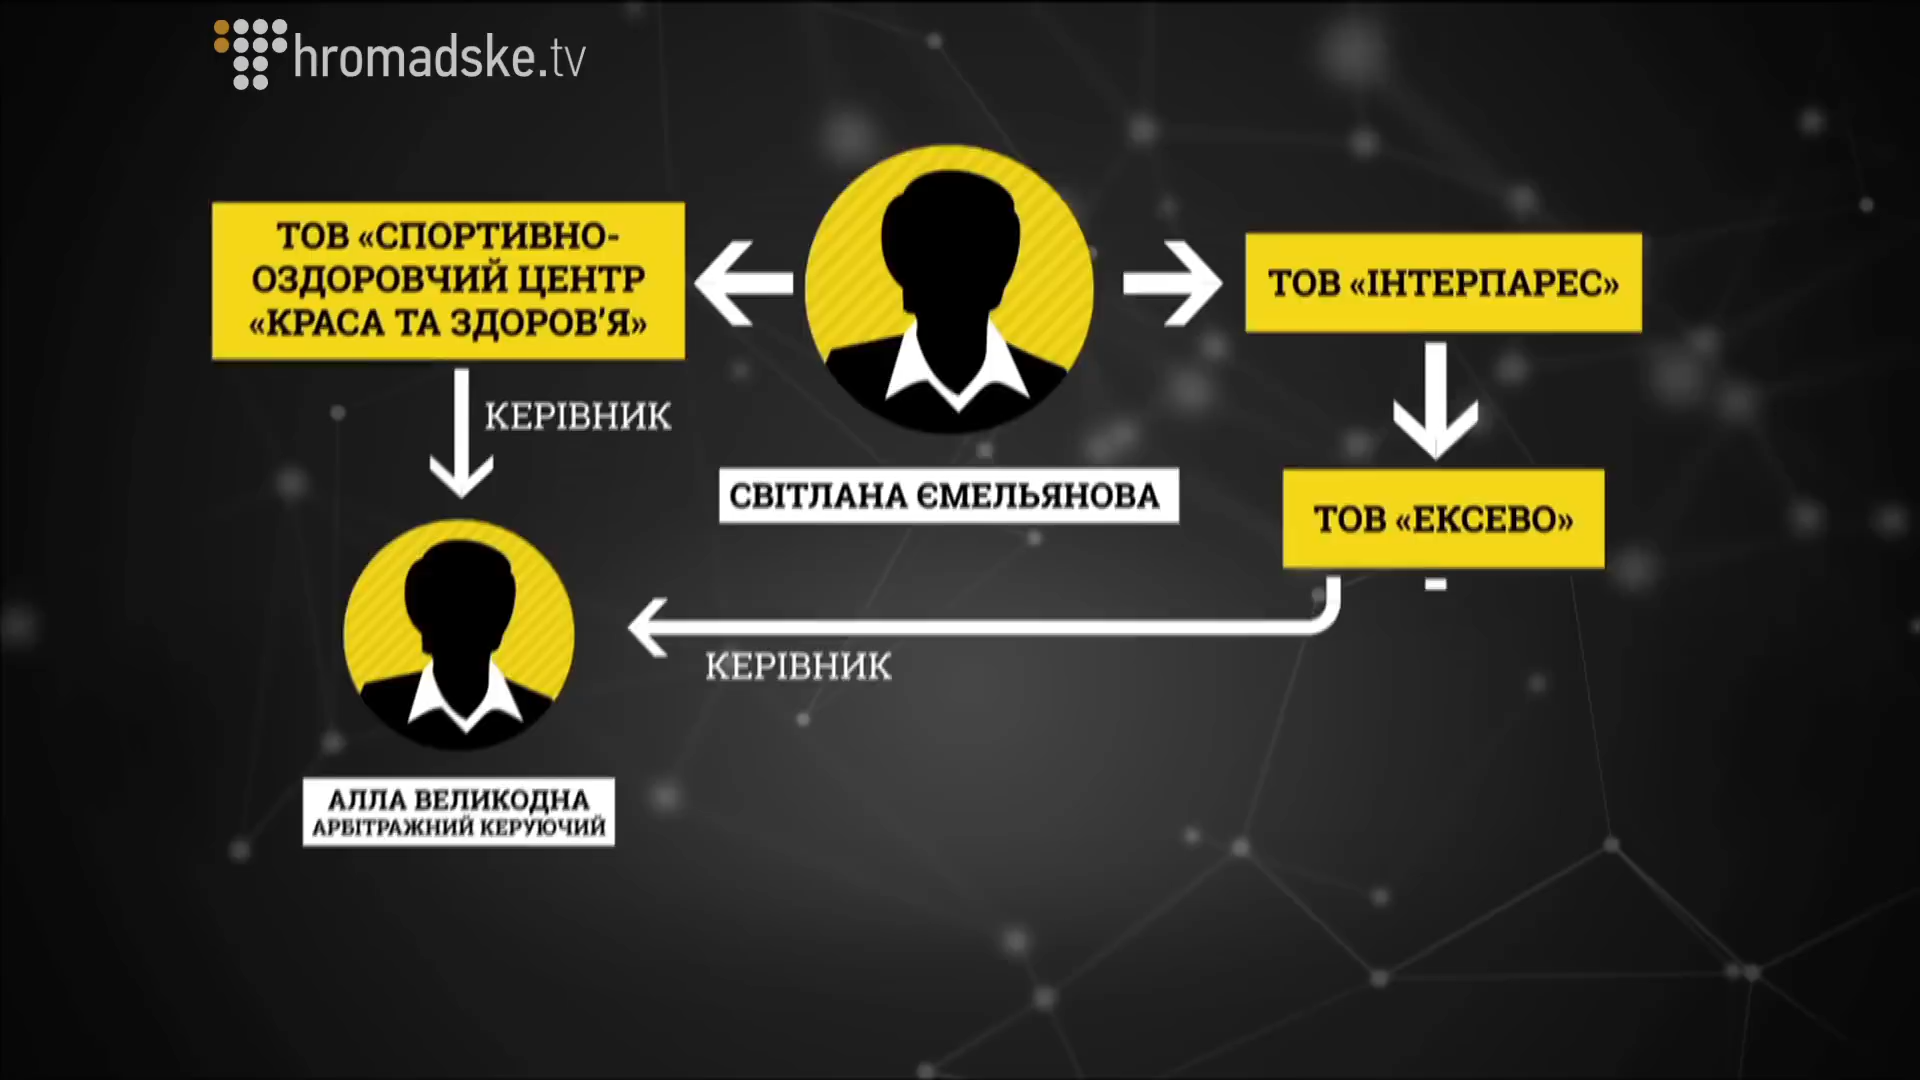 hromadske.tv
ТОВ «СПОРТИВНО-
ОЗДОРОВЧИЙ ЦЕНТР
«КРАСА ТА ЗДОРОВ'Я»
ТОВ «ІНТЕРПАРЕС»
КЕРІВНИК
СВІТЛАНА ЄМЕЛЬЯНОВА
ТОВ «ЕКСЕВО»
КЕРІВНИК
АЛЛА ВЕЛИКОДНА
АРБІТРАЖНИЙ КЕРУЮЧИЙ